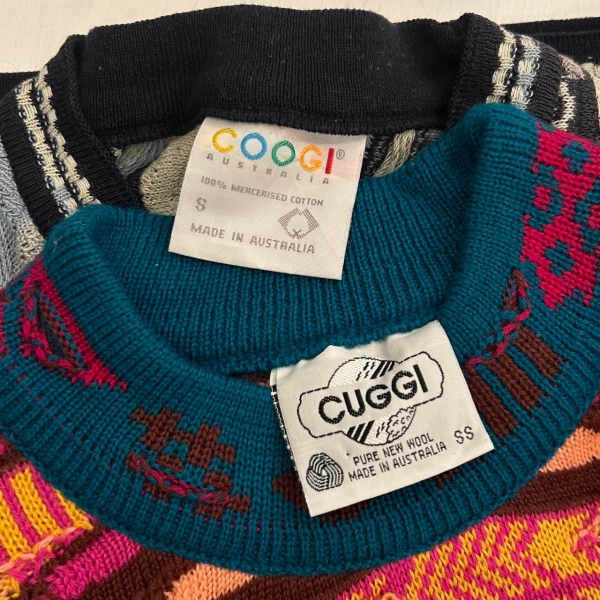 COOGI®
AUSTRALIA
100% MERCERISED COTTON
S
MADE IN AUSTRALIA
CUGGI
PURE NEW WOOL
MADE IN AUSTRALIA SS